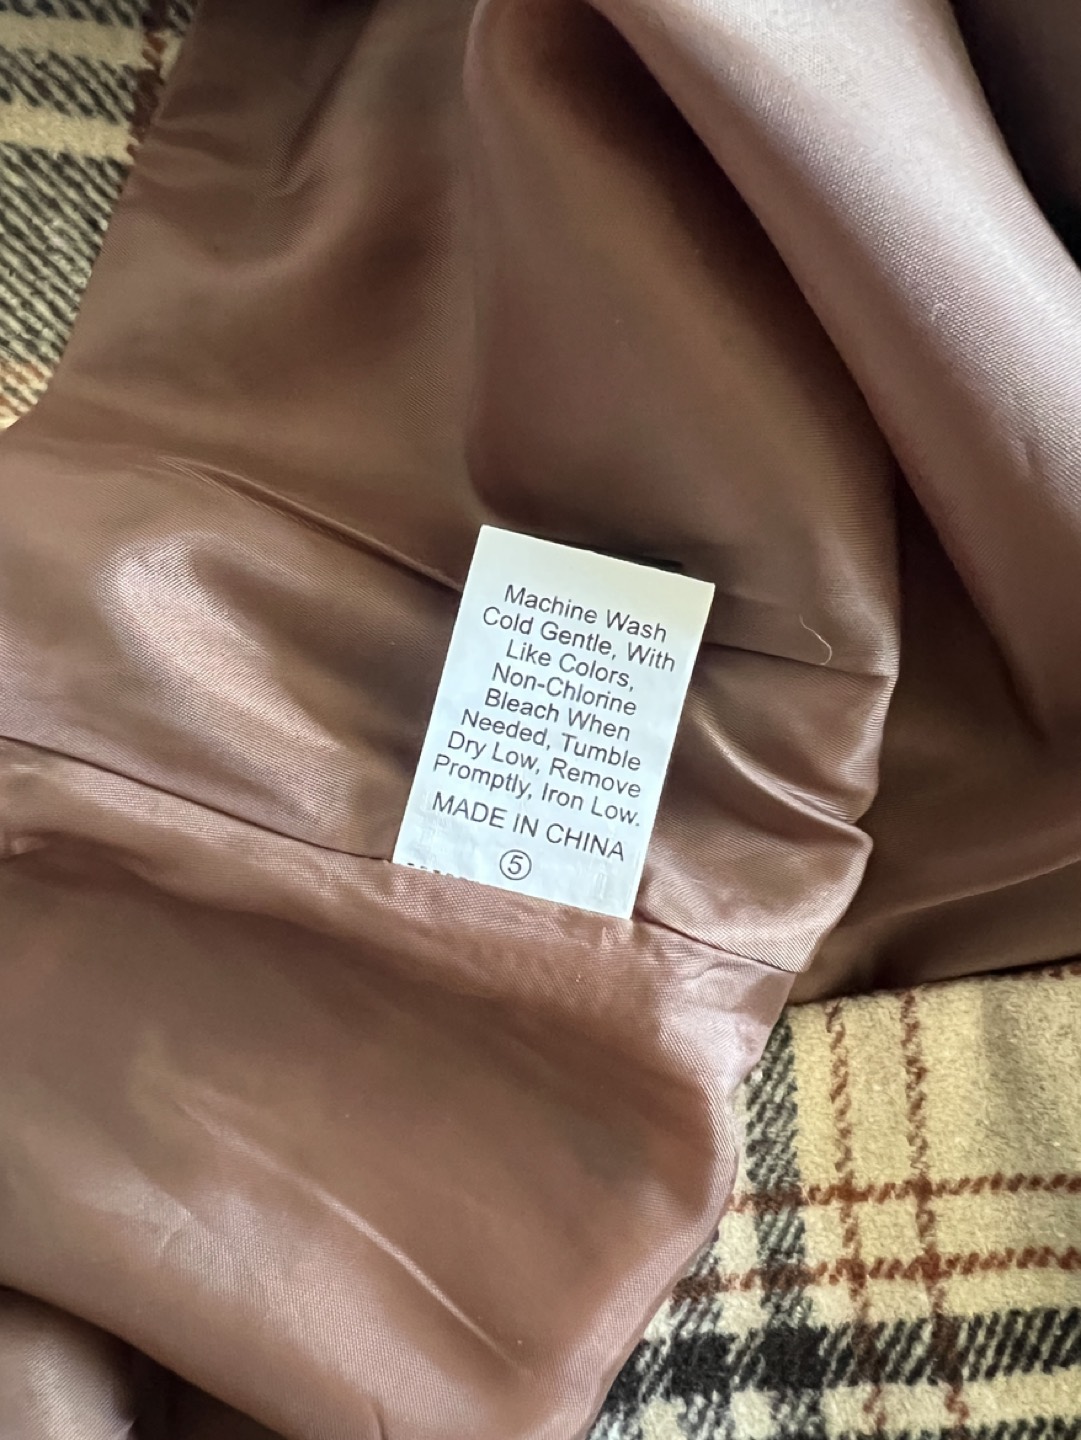 Machine Wash
Cold Gentle, With
Like Colors,
Non-Chlorine
Bleach When
Needed, Tumble
Dry Low, Remove
Promptly, Iron Low.
MADE IN CHINA
⑤